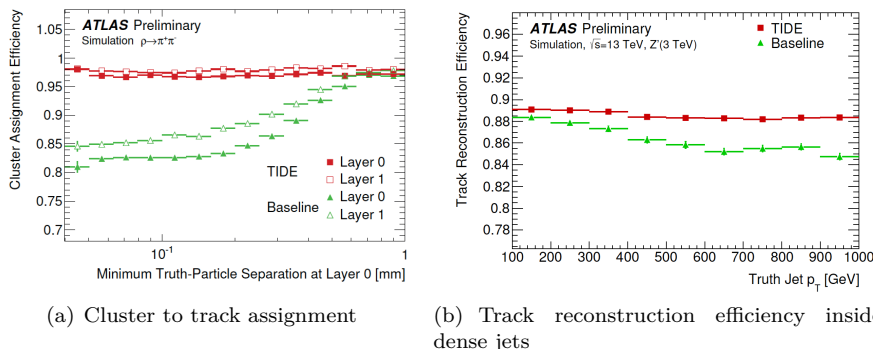 ATLAS Preliminary
Simulation ρ→π⁺π⁻
Cluster Assignment Efficiency
1.05
1
0.95
0.9
0.85
0.8
0.75
0.7
TIDE
Layer 0
Layer 1
Baseline
Layer 0
Layer 1
10⁻¹
1
Minimum Truth-Particle Separation at Layer 0 [mm]
(a) Cluster to track assignment
ATLAS Preliminary
Simulation, √s=13 TeV, Z'(3 TeV)
TIDE
Baseline
Track Reconstruction Efficiency
0.96
0.94
0.92
0.9
0.88
0.86
0.84
0.82
0.8
0.78
100 200 300 400 500 600 700 800 900 1000
Truth Jet p_T [GeV]
(b) Track reconstruction efficiency inside
dense jets